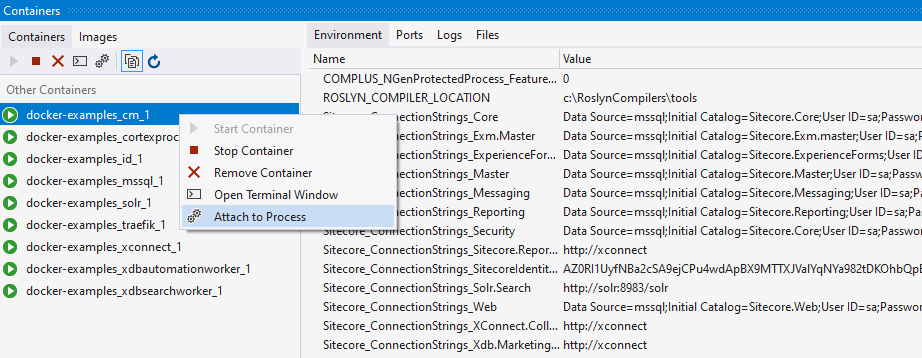 Containers
Containers Images
Other Containers
docker-examples_cm_1
docker-examples_cortexproc
docker-examples_id_1
docker-examples_mssql_1
docker-examples_solr_1
docker-examples_traefik_1
docker-examples_xconnect_1
docker-examples_xdbautomationworker_1
docker-examples_xdbsearchworker_1
Start Container
Stop Container
Remove Container
Open Terminal Window
Attach to Process
Environment Ports Logs Files
Name Value
COMPLUS_NGenProtectedProcess_Feature... 0
ROSLYN_COMPILER_LOCATION c:\RoslynCompilers\tools
Sitecore_ConnectionStrings_Core Data Source=mssql;Initial Catalog=Sitecore.Core;User ID=sa;Passwor
_ConnectionStrings_Exm.Master Data Source=mssql;Initial Catalog=Sitecore.Exm.master;User ID=sa;
_ConnectionStrings_ExperienceForm... Data Source=mssql;Initial Catalog=Sitecore.ExperienceForms;User ID
_ConnectionStrings_Master Data Source=mssql;Initial Catalog=Sitecore.Master;User ID=sa;Passw
_ConnectionStrings_Messaging Data Source=mssql;Initial Catalog=Sitecore.Messaging;User ID=sa;Pa
_ConnectionStrings_Reporting Data Source=mssql;Initial Catalog=Sitecore.Reporting;User ID=sa;Pa
Sitecore_ConnectionStrings_Security Data Source=mssql;Initial Catalog=Sitecore.Core;User ID=sa;Passwor
Sitecore_ConnectionStrings_Sitecore.Repor... http://xconnect
Sitecore_ConnectionStrings_SitecoreIdentit...
Sitecore_ConnectionStrings_Solr.Search http://solr:8983/solr
Sitecore_ConnectionStrings_Web Data Source=mssql;Initial Catalog=Sitecore.Web;User ID=sa;Passwor
Sitecore_ConnectionStrings_XConnect.Coll... http://xconnect
Sitecore_ConnectionStrings_Xdb.Marketing... http://xconnect